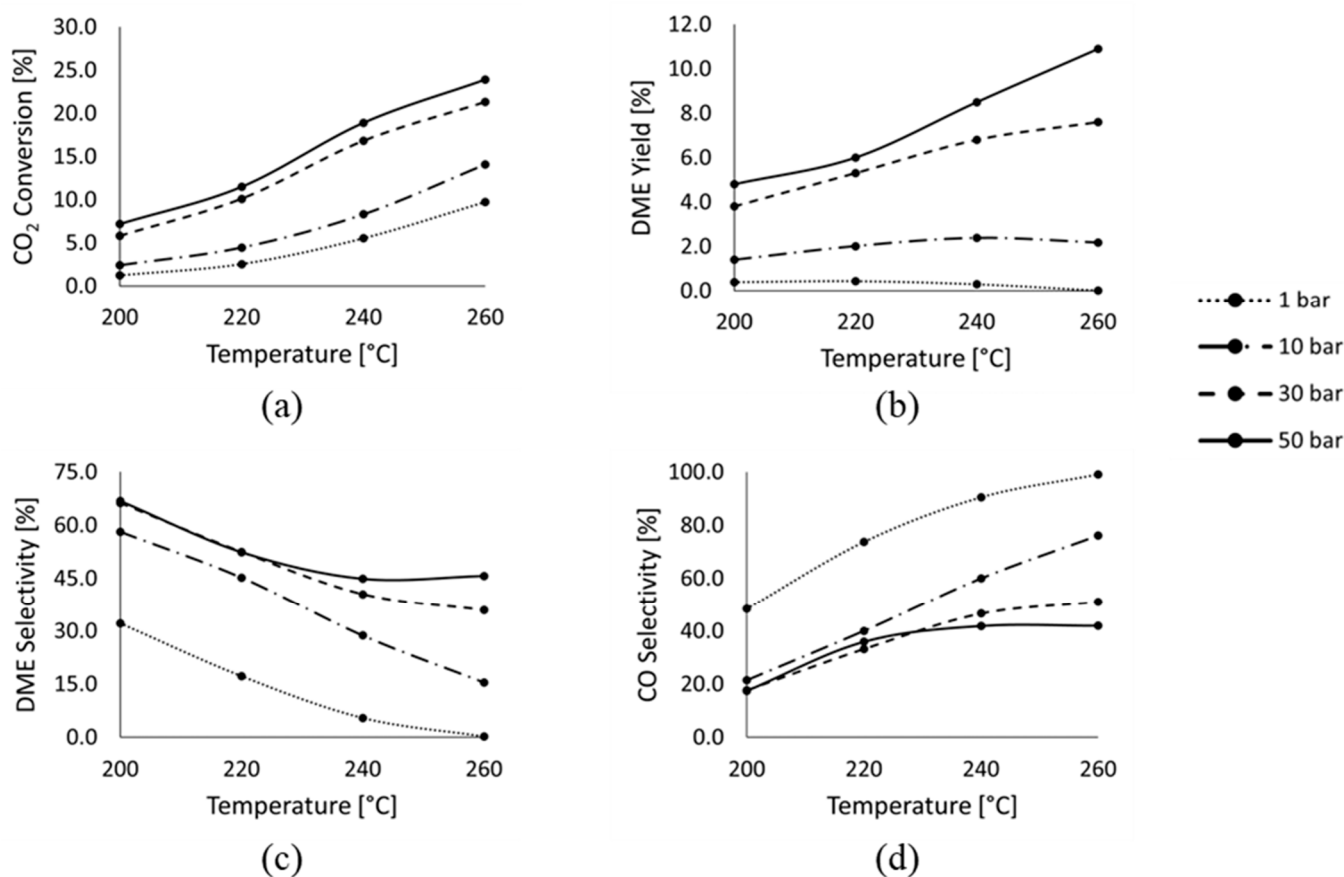 30.0
25.0
20.0
15.0
10.0
5.0
0.0
CO2 Conversion [%]
200 220 240 260
Temperature [°C]
(a)
12.0
10.0
8.0
6.0
4.0
2.0
0.0
DME Yield [%]
200 220 240 260
Temperature [°C]
(b)
1 bar
10 bar
30 bar
50 bar
75.0
60.0
45.0
30.0
15.0
0.0
DME Selectivity [%]
200 220 240 260
Temperature [°C]
(c)
100.0
80.0
60.0
40.0
20.0
0.0
CO Selectivity [%]
200 220 240 260
Temperature [°C]
(d)